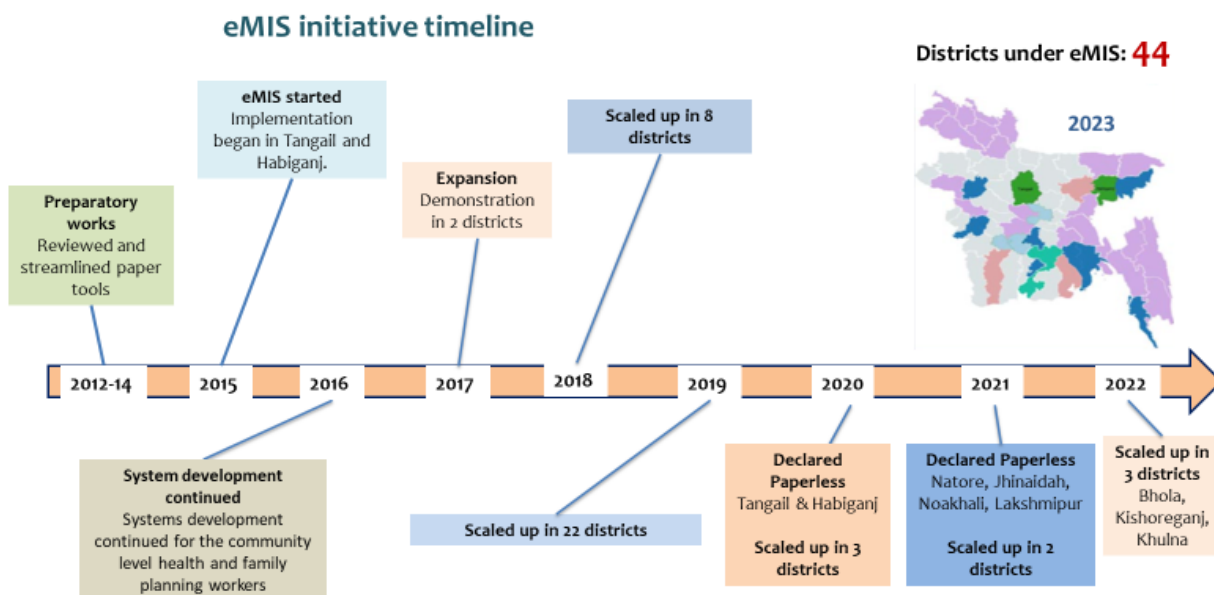 eMIS initiative timeline
Districts under eMIS: 44
2023
eMIS started
Implementation
began in Tangail and
Habiganj.
Scaled up in 8
districts
Expansion
Demonstration
in 2 districts
Preparatory
works
Reviewed and
streamlined paper
tools
2012-14
2015
2016
2017
2018
2019
2020
2021
2022
System development
continued
Systems development
continued for the community
level health and family
planning workers
Scaled up in 22 districts
Declared
Paperless
Tangail & Habiganj
Scaled up in 3
districts
Declared Paperless
Natore, Jhinaidah,
Noakhali, Lakshmipur
Scaled up in 2
districts
Scaled up in
3 districts
Bhola,
Kishoreganj,
Khulna